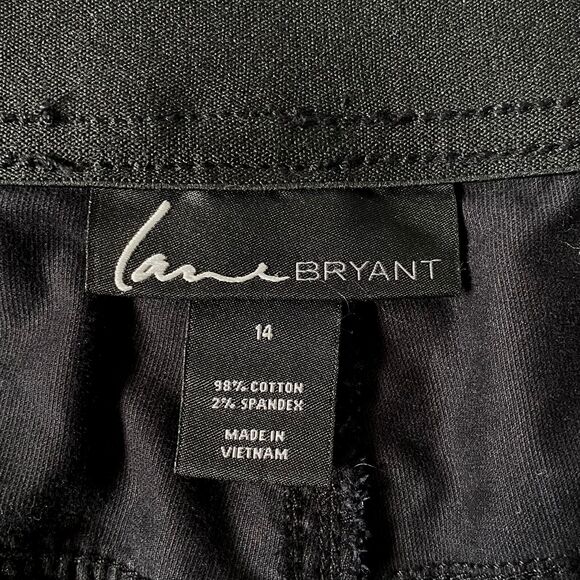 Lane BRYANT
14
98% COTTON
2% SPANDEX
MADE IN
VIETNAM